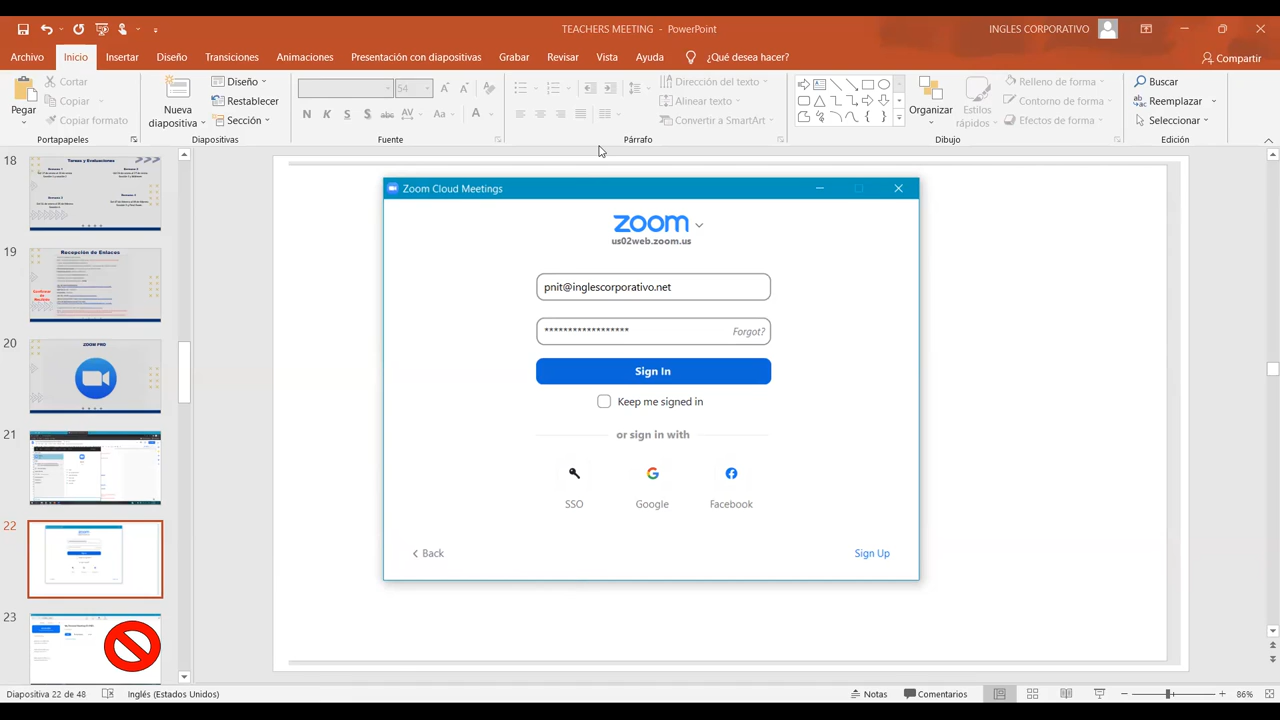 TEACHERS MEETING - PowerPoint
INGLES CORPORATIVO
Archivo
Inicio
Insertar
Diseño
Transiciones
Animaciones
Presentación con diapositivas
Grabar
Revisar
Vista
Ayuda
¿Qué desea hacer?
Compartir
Pegar
Cortar
Copiar
Copiar formato
Portapapeles
Nueva
diapositiva
Diseño
Restablecer
Sección
Diapositivas
54
N K S abc AV Aa A
Fuente
Dirección del texto
Alinear texto
Convertir a SmartArt
Párrafo
Organizar
Estilos
rápidos
Relleno de forma
Contorno de forma
Efectos de forma
Dibujo
Buscar
Reemplazar
Seleccionar
Edición
18
Tareas y Evaluaciones
19
Recepción de Enlaces
20
ZOOM PRO
21
22
23
Zoom Cloud Meetings
zoom
us02web.zoom.us
pnit@inglescorporativo.net
******************
Forgot?
Sign In
Keep me signed in
or sign in with
SSO
Google
Facebook
Back
Sign Up
Diapositiva 22 de 48
Inglés (Estados Unidos)
Notas
Comentarios
86%